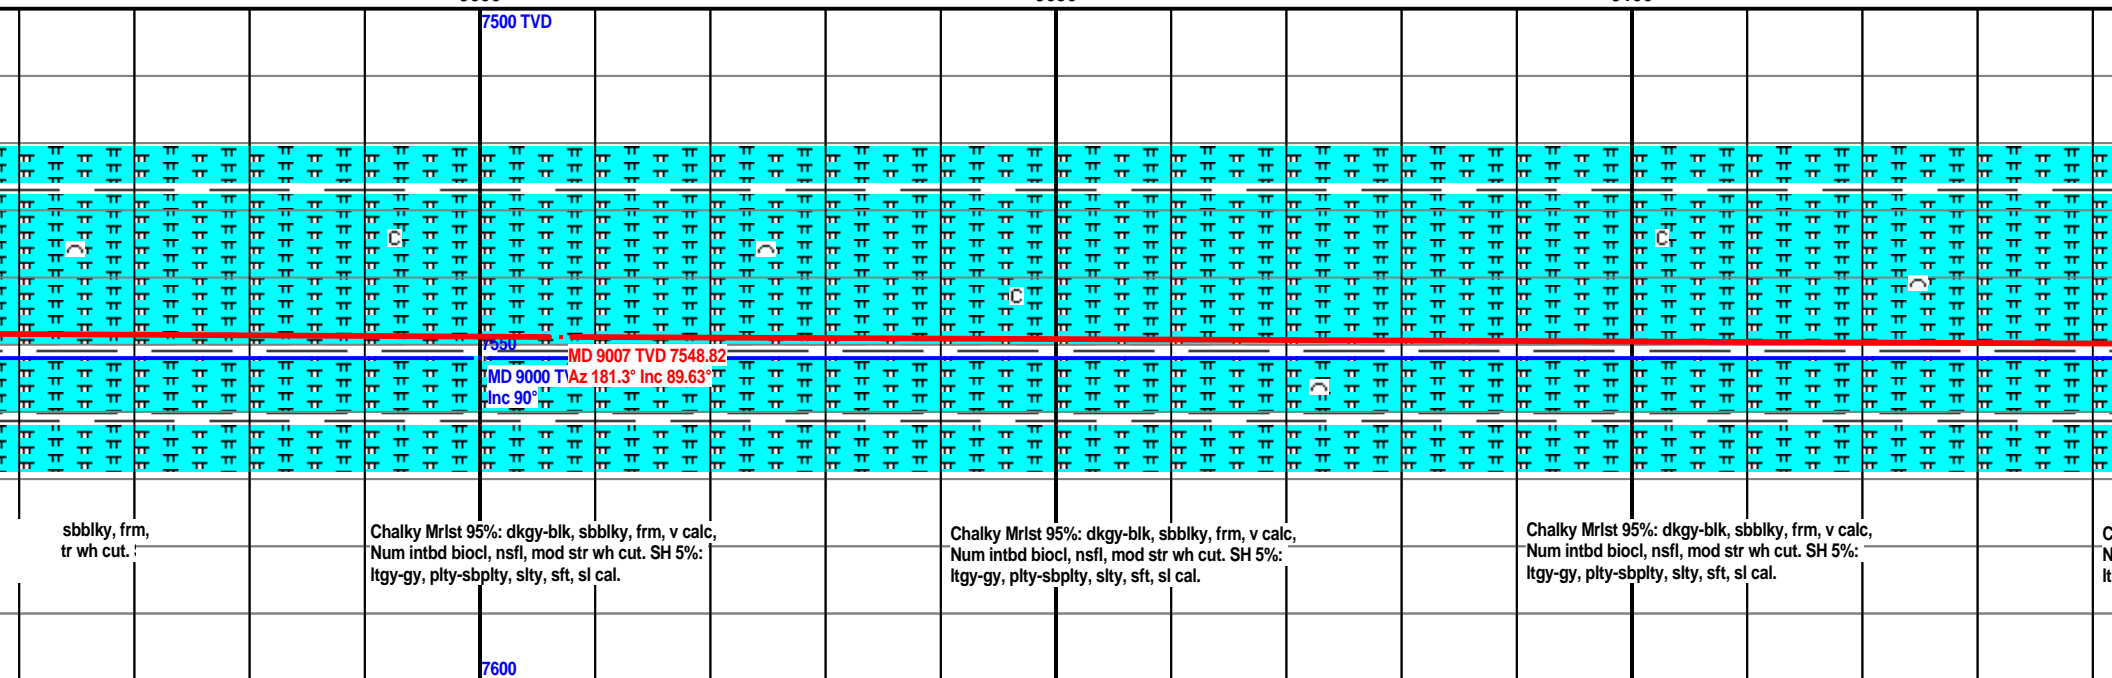 7500 TVD
C
C
C
7550
MD 9007 TVD 7548.82
MD 9000
Az 181.3° Inc 89.63°
Inc 90°
sbblky, frm,
tr wh cut.
Chalky Mrlst 95%: dkgy-blk, sbblky, frm, v calc,
Num intbd biocl, nsfl, mod str wh cut. SH 5%:
ltgy-gy, plty-sbplty, slty, sft, sl cal.
Chalky Mrlst 95%: dkgy-blk, sbblky, frm, v calc,
Num intbd biocl, nsfl, mod str wh cut. SH 5%:
ltgy-gy, plty-sbplty, slty, sft, sl cal.
Chalky Mrlst 95%: dkgy-blk, sbblky, frm, v calc,
Num intbd biocl, nsfl, mod str wh cut. SH 5%:
ltgy-gy, plty-sbplty, slty, sft, sl cal.
7600